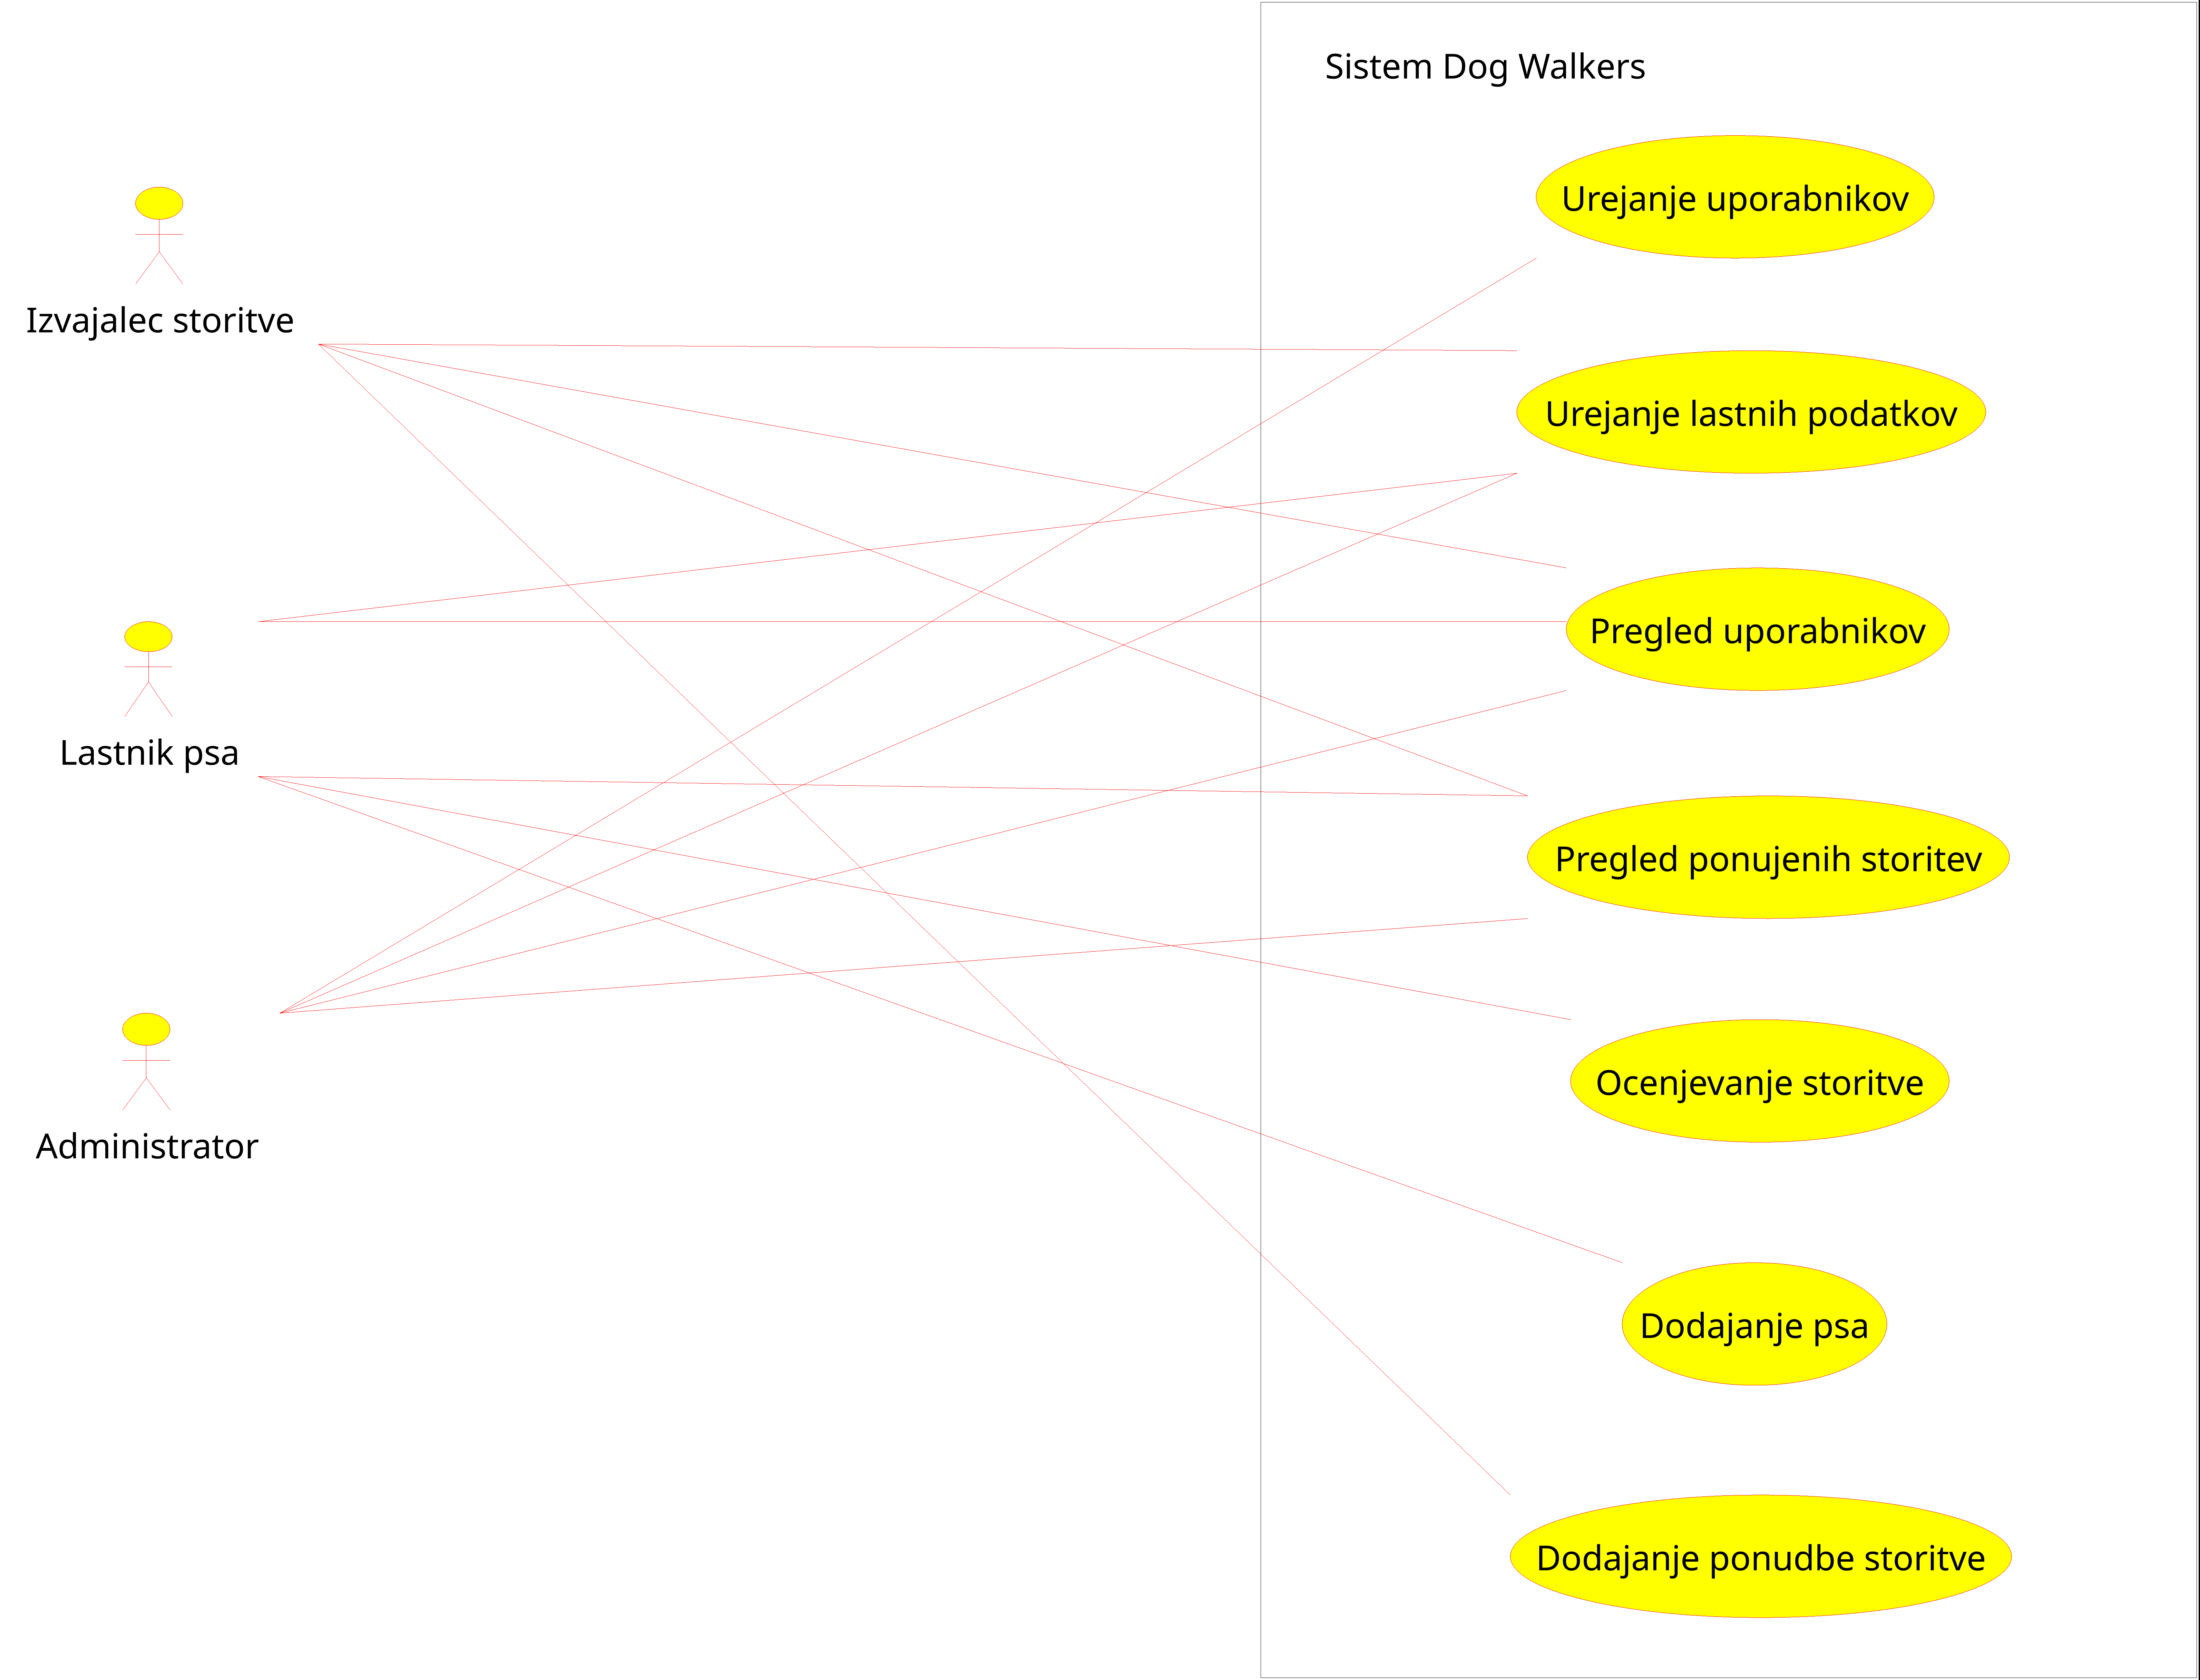 Sistem Dog Walkers
Urejanje uporabnikov
Izvajalec storitve
Urejanje lastnih podatkov
Pregled uporabnikov
Lastnik psa
Pregled ponujenih storitev
Ocenjevanje storitve
Administrator
Dodajanje psa
Dodajanje ponudbe storitve